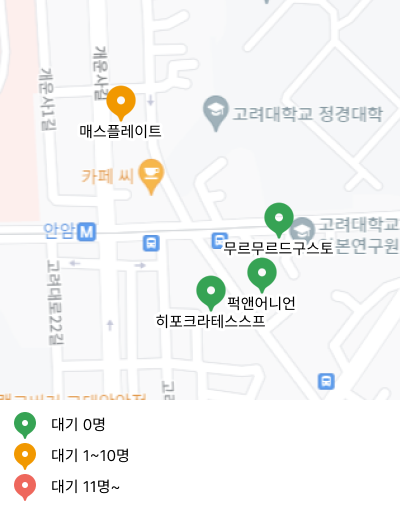 개운사1길
개운사길
매스플레이트
고려대학교 정경대학
카페 씨
안암 M
고려대학교
본연구원
무르무르드구스토
퍽앤어니언
히포크라테스스프
고려대로22길
고려
대기 0명
대기 1~10명
대기 11명~